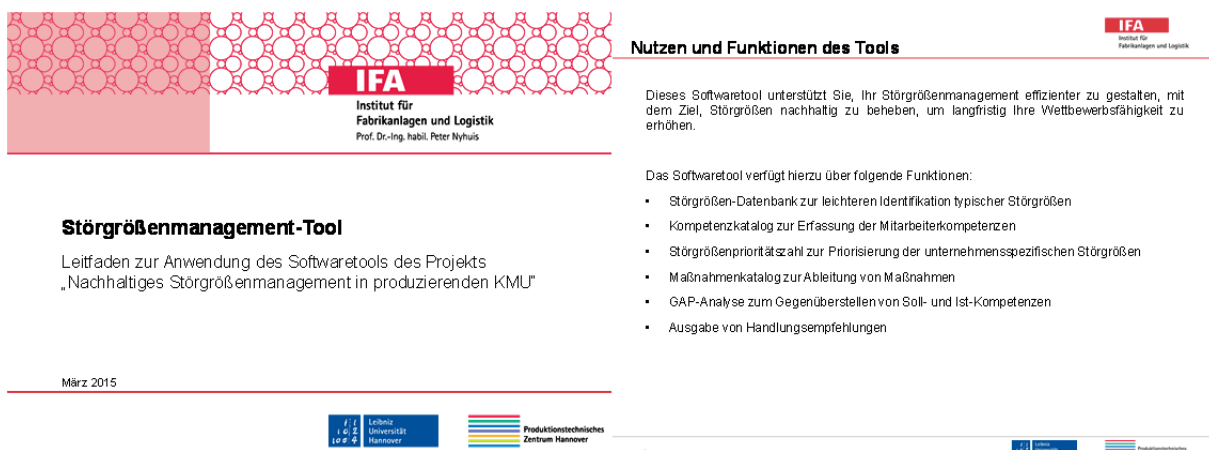 IFA
Institut für
Fabrikanlagen und Logistik
Prof. Dr.-Ing. habil. Peter Nyhuis
Störgrößenmanagement-Tool
Leitfaden zur Anwendung des Softwaretools des Projekts
„Nachhaltiges Störgrößenmanagement in produzierenden KMU"
März 2015
Leibniz
Universität
Hannover
Produktionstechnisches
Zentrum Hannover
IFA
Institut für
Fabrikanlagen und Logistik
Nutzen und Funktionen des Tools
Dieses Softwaretool unterstützt Sie, Ihr Störgrößenmanagement effizienter zu gestalten, mit
dem Ziel, Störgrößen nachhaltig zu beheben, um langfristig Ihre Wettbewerbsfähigkeit zu
erhöhen.
Das Softwaretool verfügt hierzu über folgende Funktionen:
▪ Störgrößen-Datenbank zur leichteren Identifikation typischer Störgrößen
▪ Kompetenzkatalog zur Erfassung der Mitarbeiterkompetenzen
▪ Störgrößenprioritätszahl zur Priorisierung der unternehmensspezifischen Störgrößen
▪ Maßnahmenkatalog zur Ableitung von Maßnahmen
▪ GAP-Analyse zum Gegenüberstellen von Soll- und Ist-Kompetenzen
▪ Ausgabe von Handlungsempfehlungen
Leibniz
Produktionstechnisches